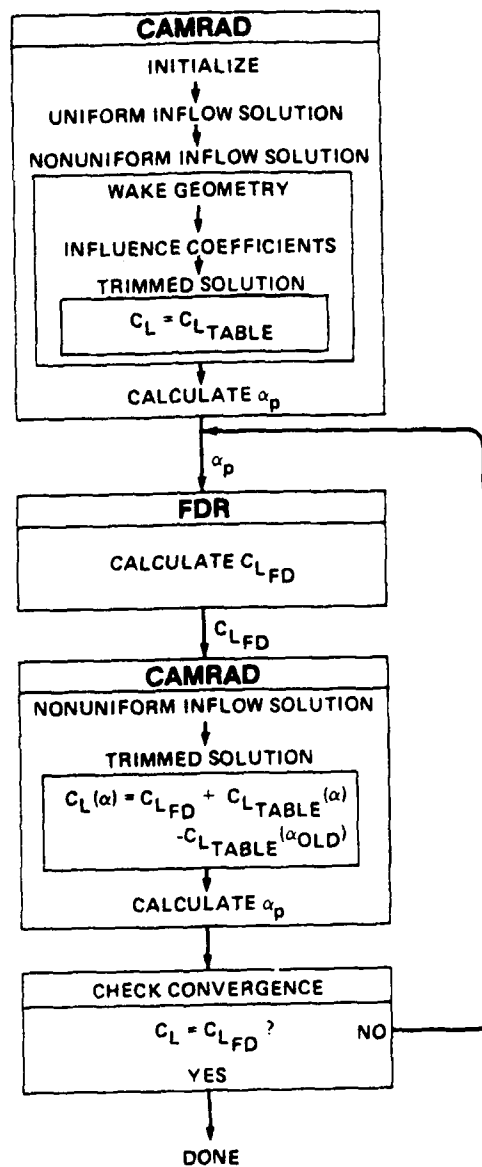 CAMRAD
INITIALIZE
UNIFORM INFLOW SOLUTION
NONUNIFORM INFLOW SOLUTION
WAKE GEOMETRY
INFLUENCE COEFFICIENTS
TRIMMED SOLUTION
C_L = C_L_TABLE
CALCULATE α_p
α_p
FDR
CALCULATE C_L_FD
C_L_FD
CAMRAD
NONUNIFORM INFLOW SOLUTION
TRIMMED SOLUTION
C_L(α) = C_L_FD + C_L_TABLE(α)
-C_L_TABLE(α_OLD)
CALCULATE α_p
CHECK CONVERGENCE
C_L = C_L_FD ? NO
YES
DONE